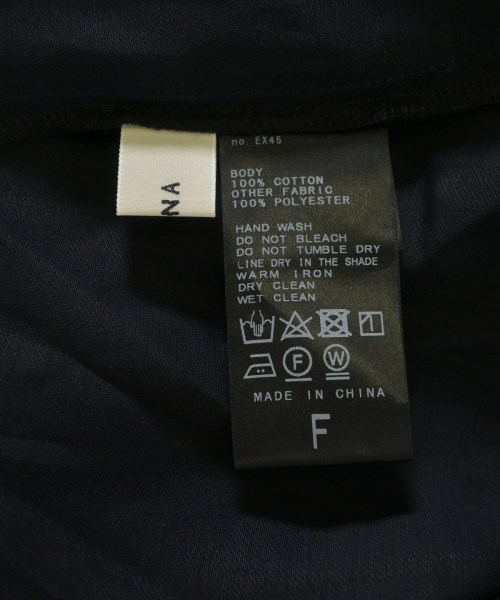 NA
no. EX45
BODY
100% COTTON
OTHER FABRIC
100% POLYESTER
HAND WASH
DO NOT BLEACH
DO NOT TUMBLE DRY
LINE DRY IN THE SHADE
WARM IRON
DRY CLEAN
WET CLEAN
F W
MADE IN CHINA
F